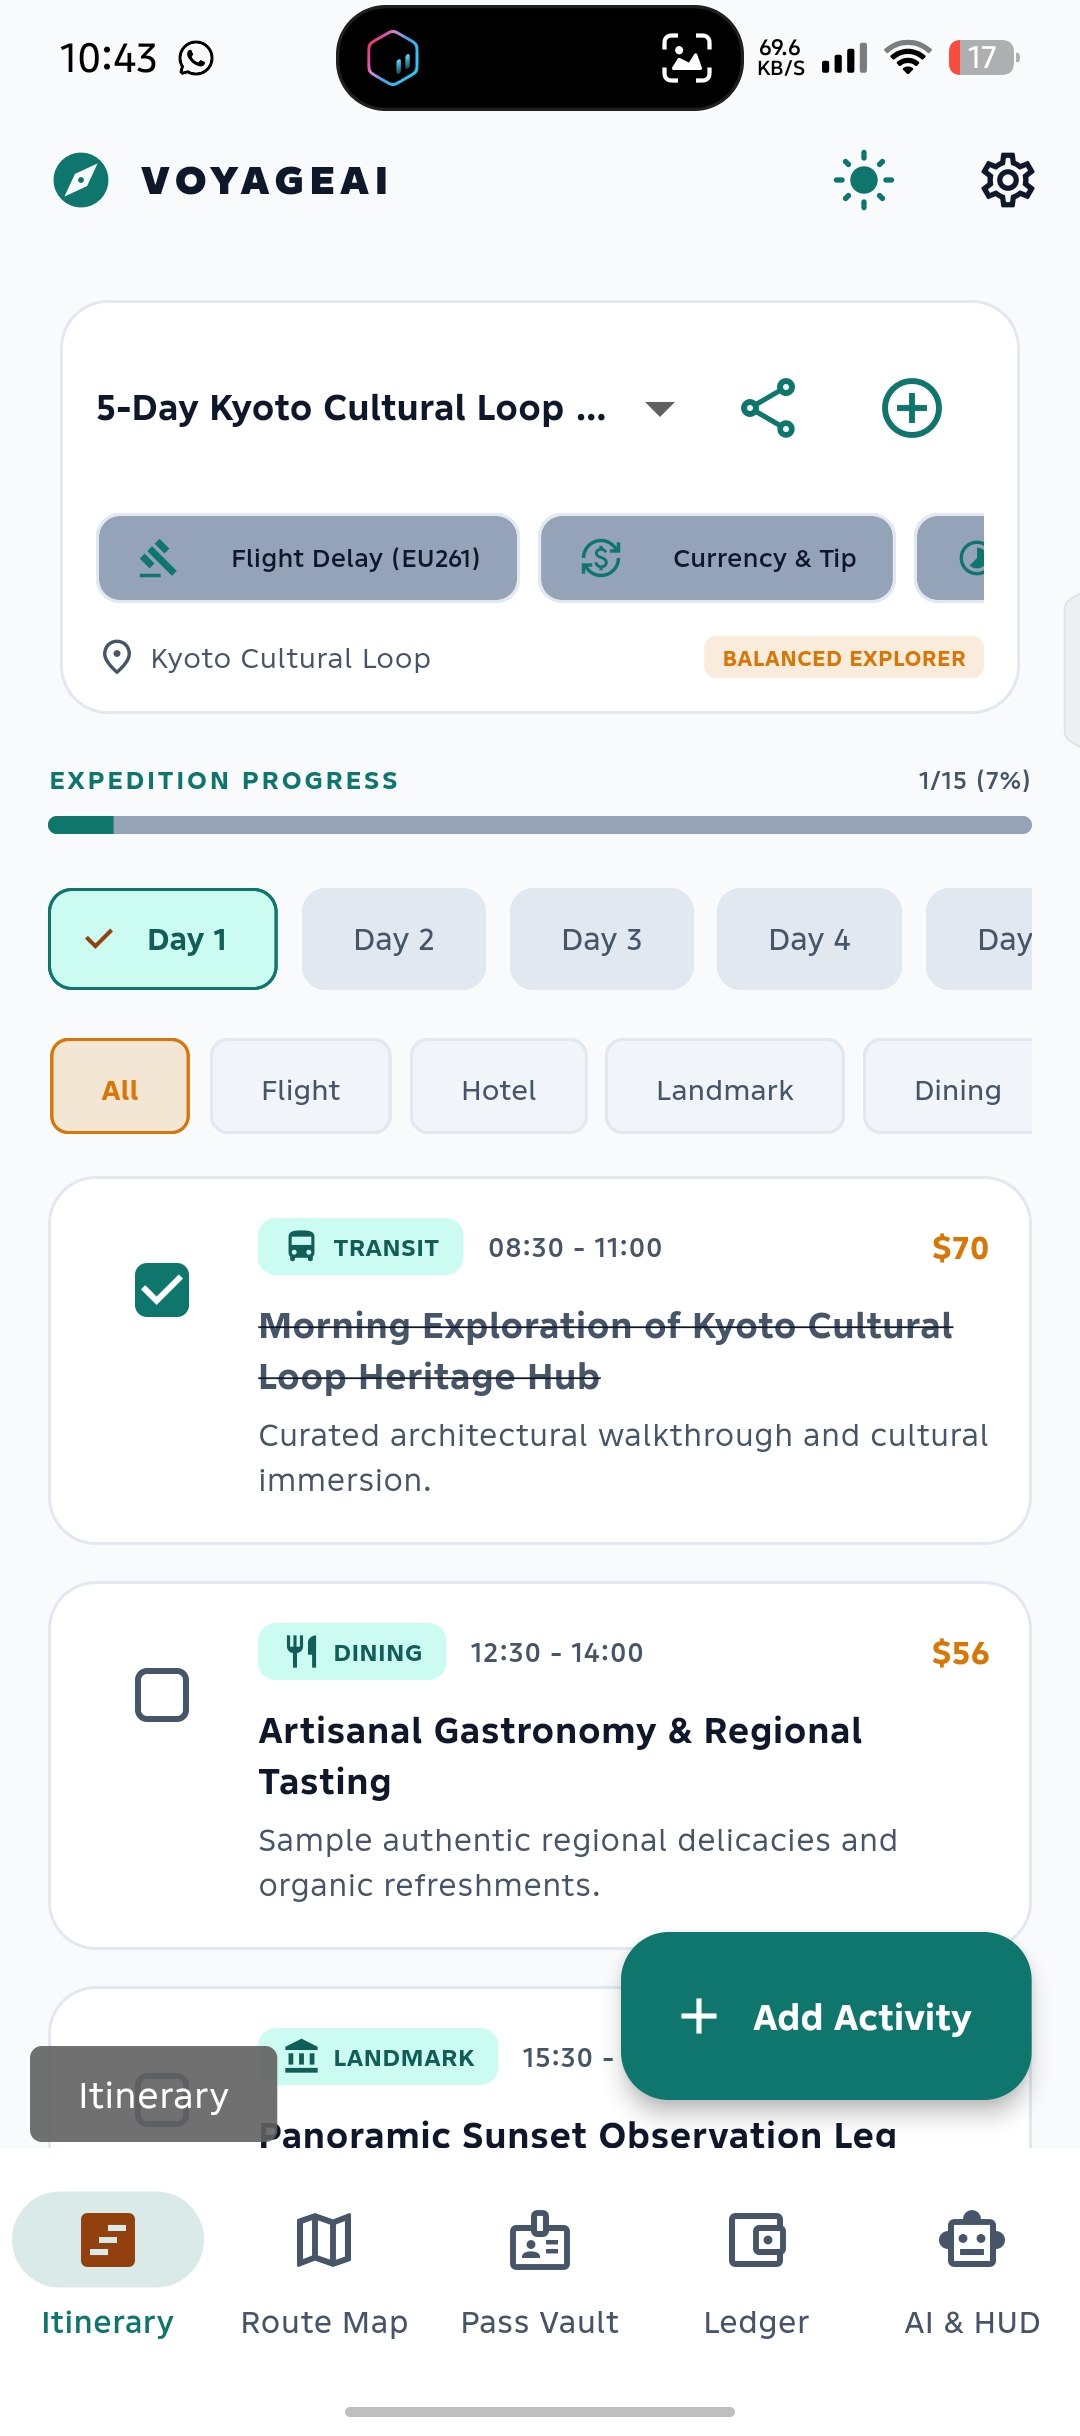 10:43
69.6
KB/S
17
VOYAGEAI
5-Day Kyoto Cultural Loop ...
Flight Delay (EU261)
Currency & Tip
Kyoto Cultural Loop
BALANCED EXPLORER
EXPEDITION PROGRESS
1/15 (7%)
Day 1
Day 2
Day 3
Day 4
Day
All
Flight
Hotel
Landmark
Dining
TRANSIT
08:30 - 11:00
$70
Morning Exploration of Kyoto Cultural
Loop Heritage Hub
Curated architectural walkthrough and cultural
immersion.
DINING
12:30 - 14:00
$56
Artisanal Gastronomy & Regional
Tasting
Sample authentic regional delicacies and
organic refreshments.
Add Activity
LANDMARK
15:30 -
Itinerary
Panoramic Sunset Observation Leg
Itinerary
Route Map
Pass Vault
Ledger
AI & HUD